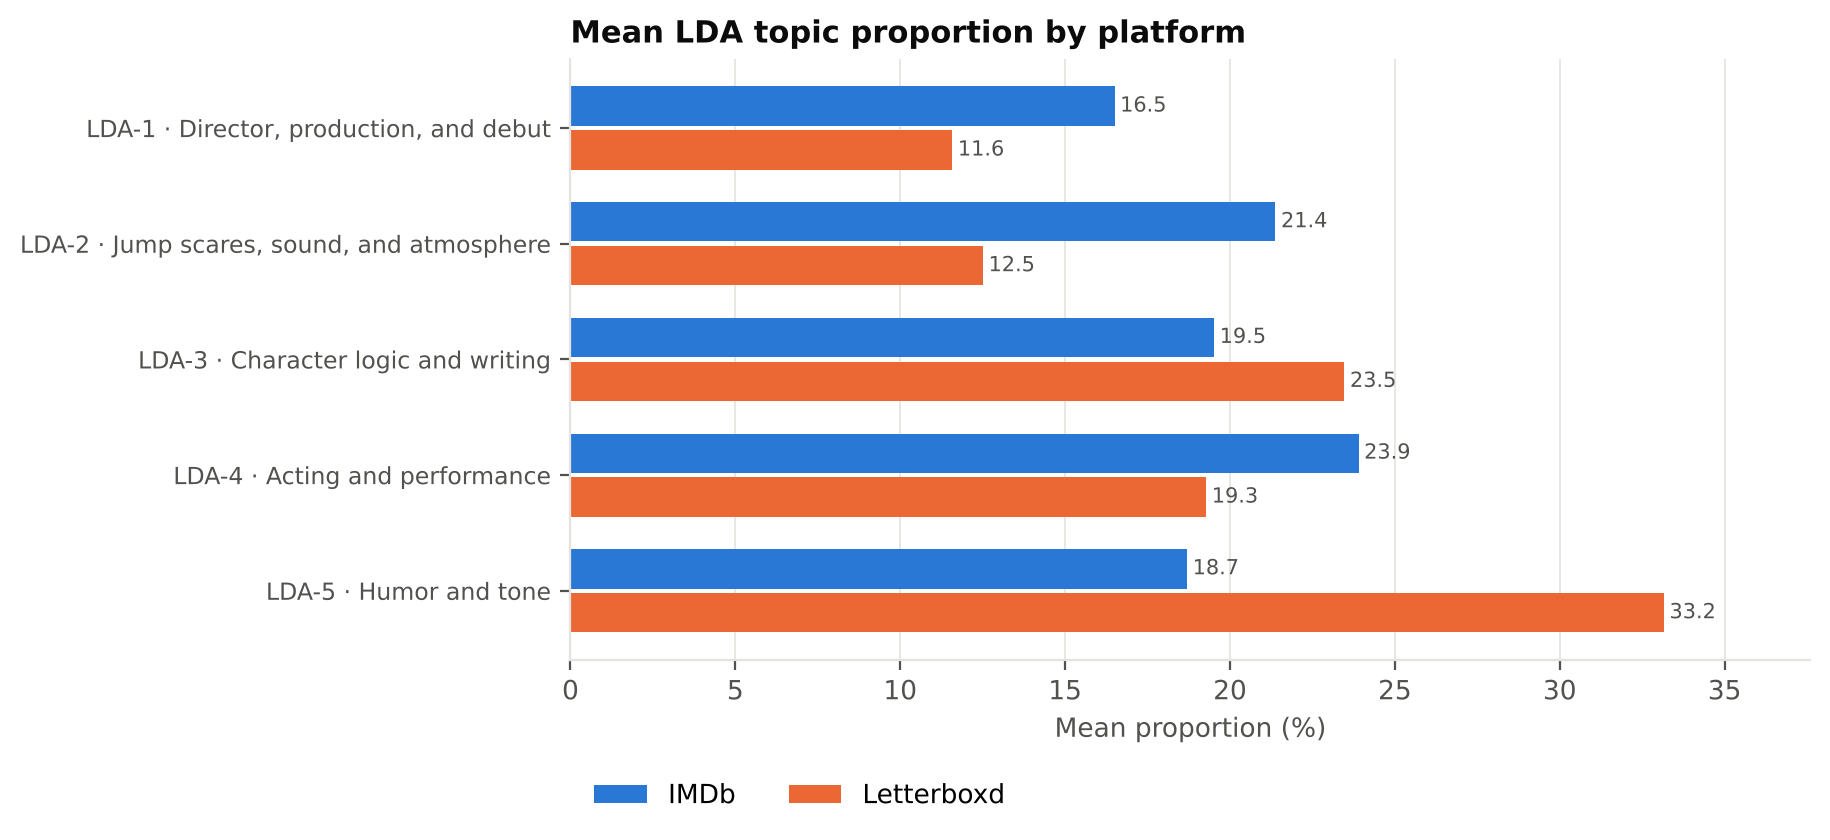 Mean LDA topic proportion by platform
LDA-1 · Director, production, and debut
16.5
11.6
LDA-2 · Jump scares, sound, and atmosphere
21.4
12.5
LDA-3 · Character logic and writing
19.5
23.5
LDA-4 · Acting and performance
23.9
19.3
LDA-5 · Humor and tone
18.7
33.2
0 5 10 15 20 25 30 35
Mean proportion (%)
IMDb Letterboxd